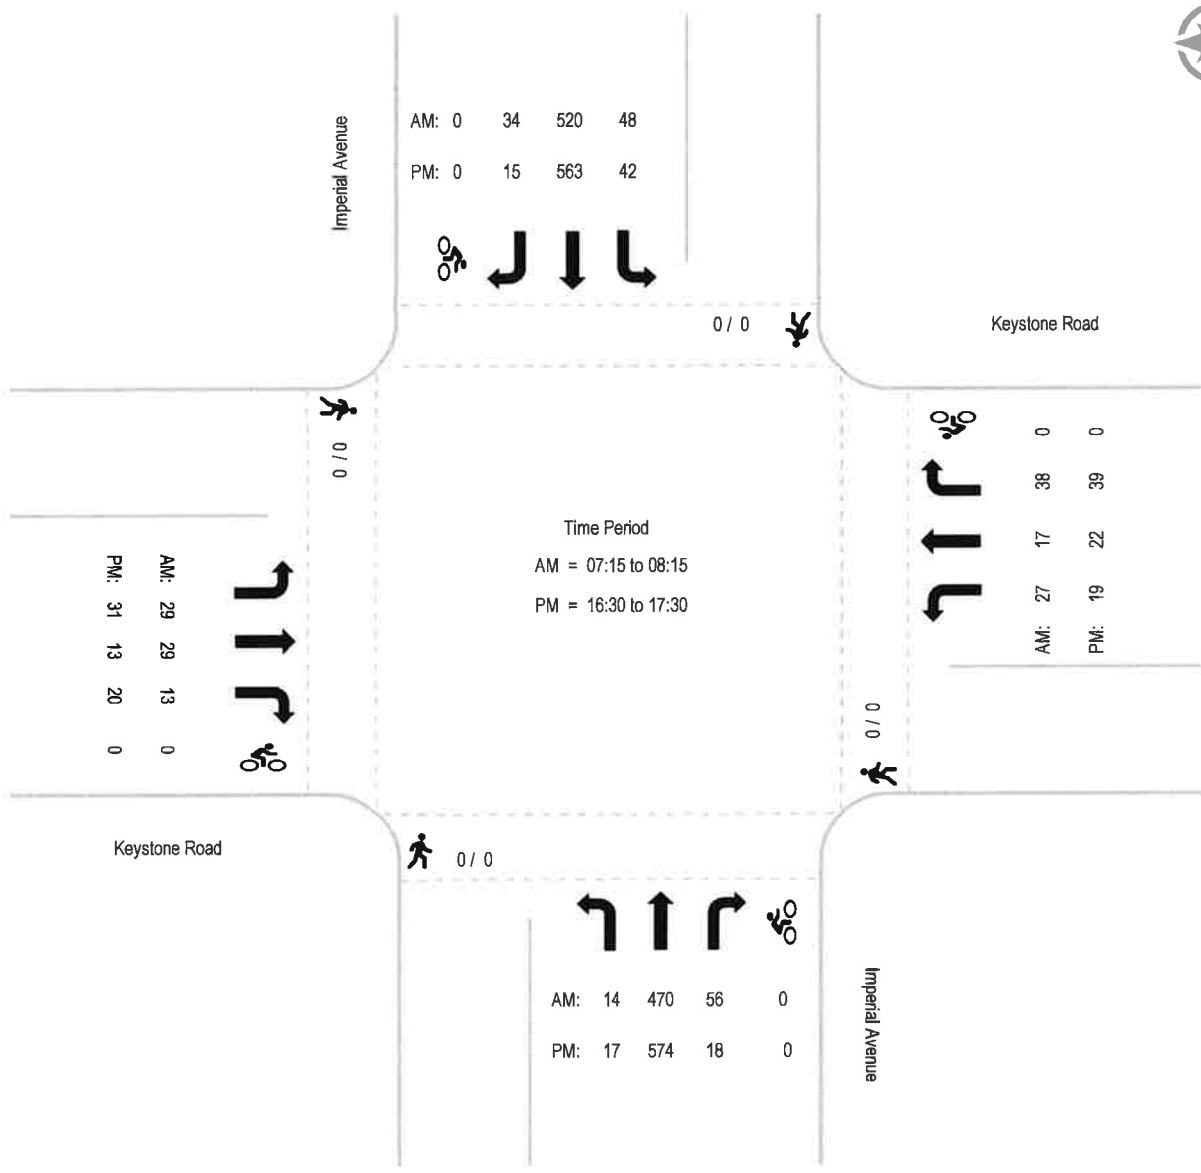 Imperial Avenue
AM: 0 34 520 48
PM: 0 15 563 42
0 / 0
Keystone Road
0 / 0
0 0
38 39
17 22
27 19
AM: PM:
Time Period
AM = 07:15 to 08:15
PM = 16:30 to 17:30
AM: 29 29 13 0
PM: 31 13 20 0
0 / 0
Keystone Road
0 / 0
AM: 14 470 56 0
PM: 17 574 18 0
Imperial Avenue